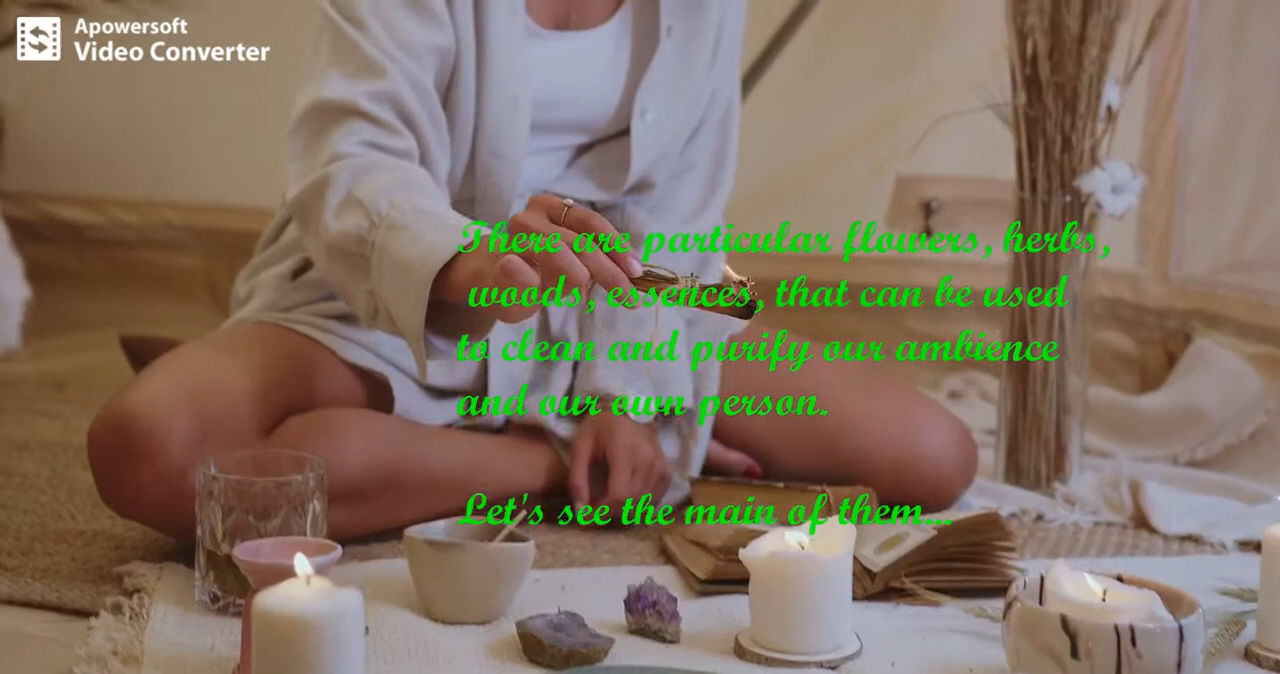 Apowersoft
Video Converter
There are particular flowers, herbs,
woods, essences, that can be used
to clean and purify our ambience
and our own person.
Let's see the main of them...